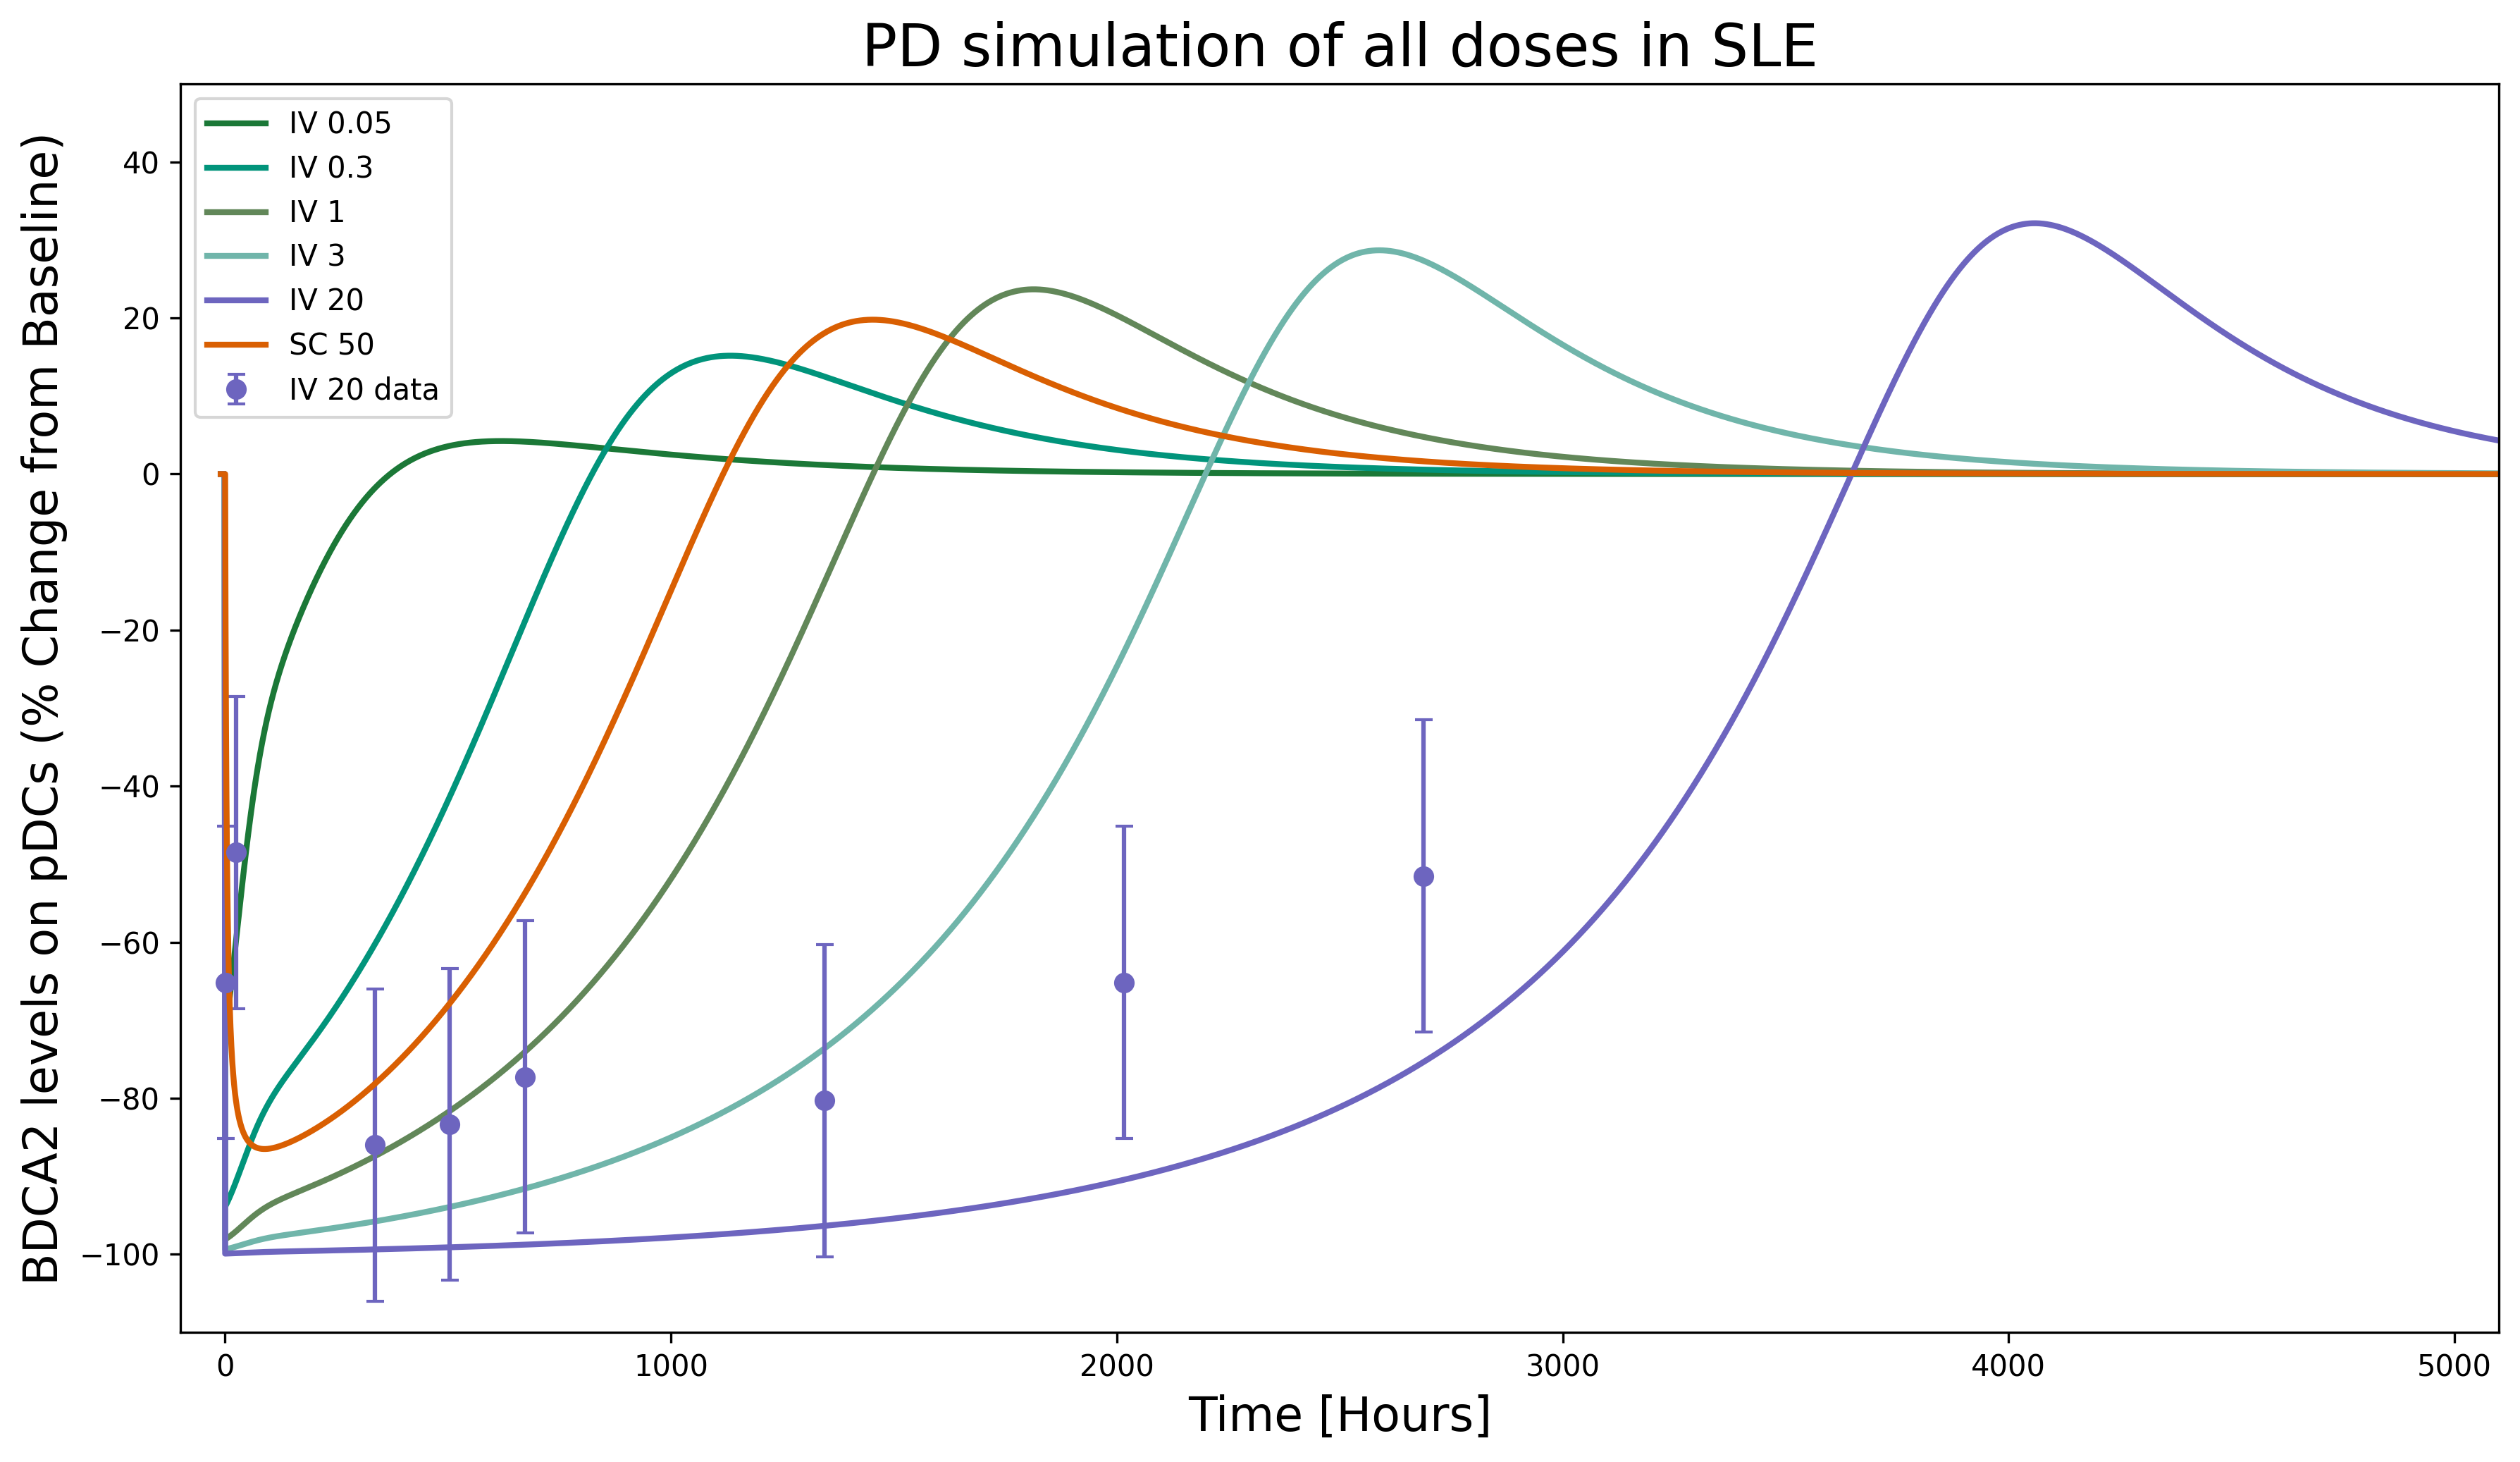 PD simulation of all doses in SLE
BDCA2 levels on pDCs (% Change from Baseline)
40
20
0
−20
−40
−60
−80
−100
IV 0.05
IV 0.3
IV 1
IV 3
IV 20
SC 50
IV 20 data
0 1000 2000 3000 4000 5000
Time [Hours]